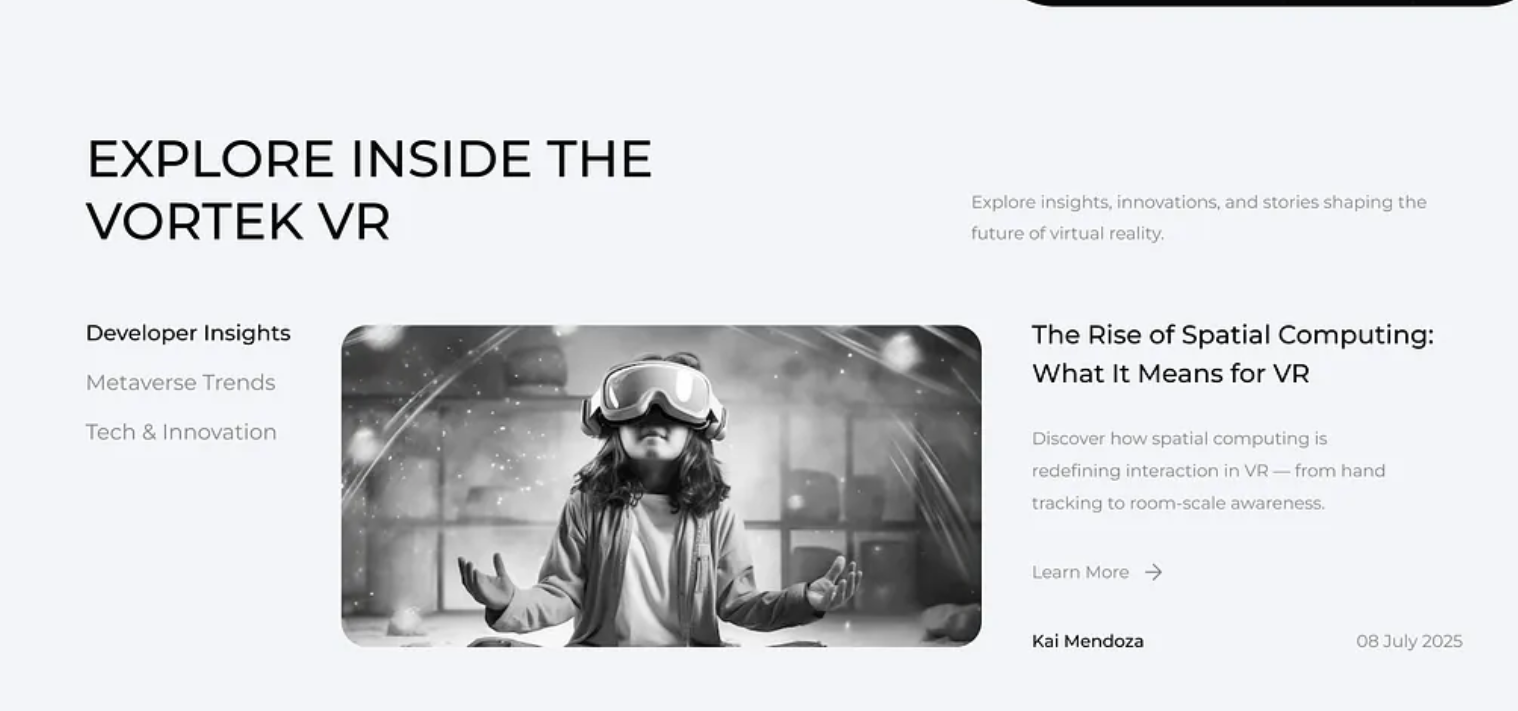 EXPLORE INSIDE THE
VORTEK VR
Explore insights, innovations, and stories shaping the
future of virtual reality.
Developer Insights
Metaverse Trends
Tech & Innovation
The Rise of Spatial Computing:
What It Means for VR
Discover how spatial computing is
redefining interaction in VR — from hand
tracking to room-scale awareness.
Learn More →
Kai Mendoza
08 July 2025